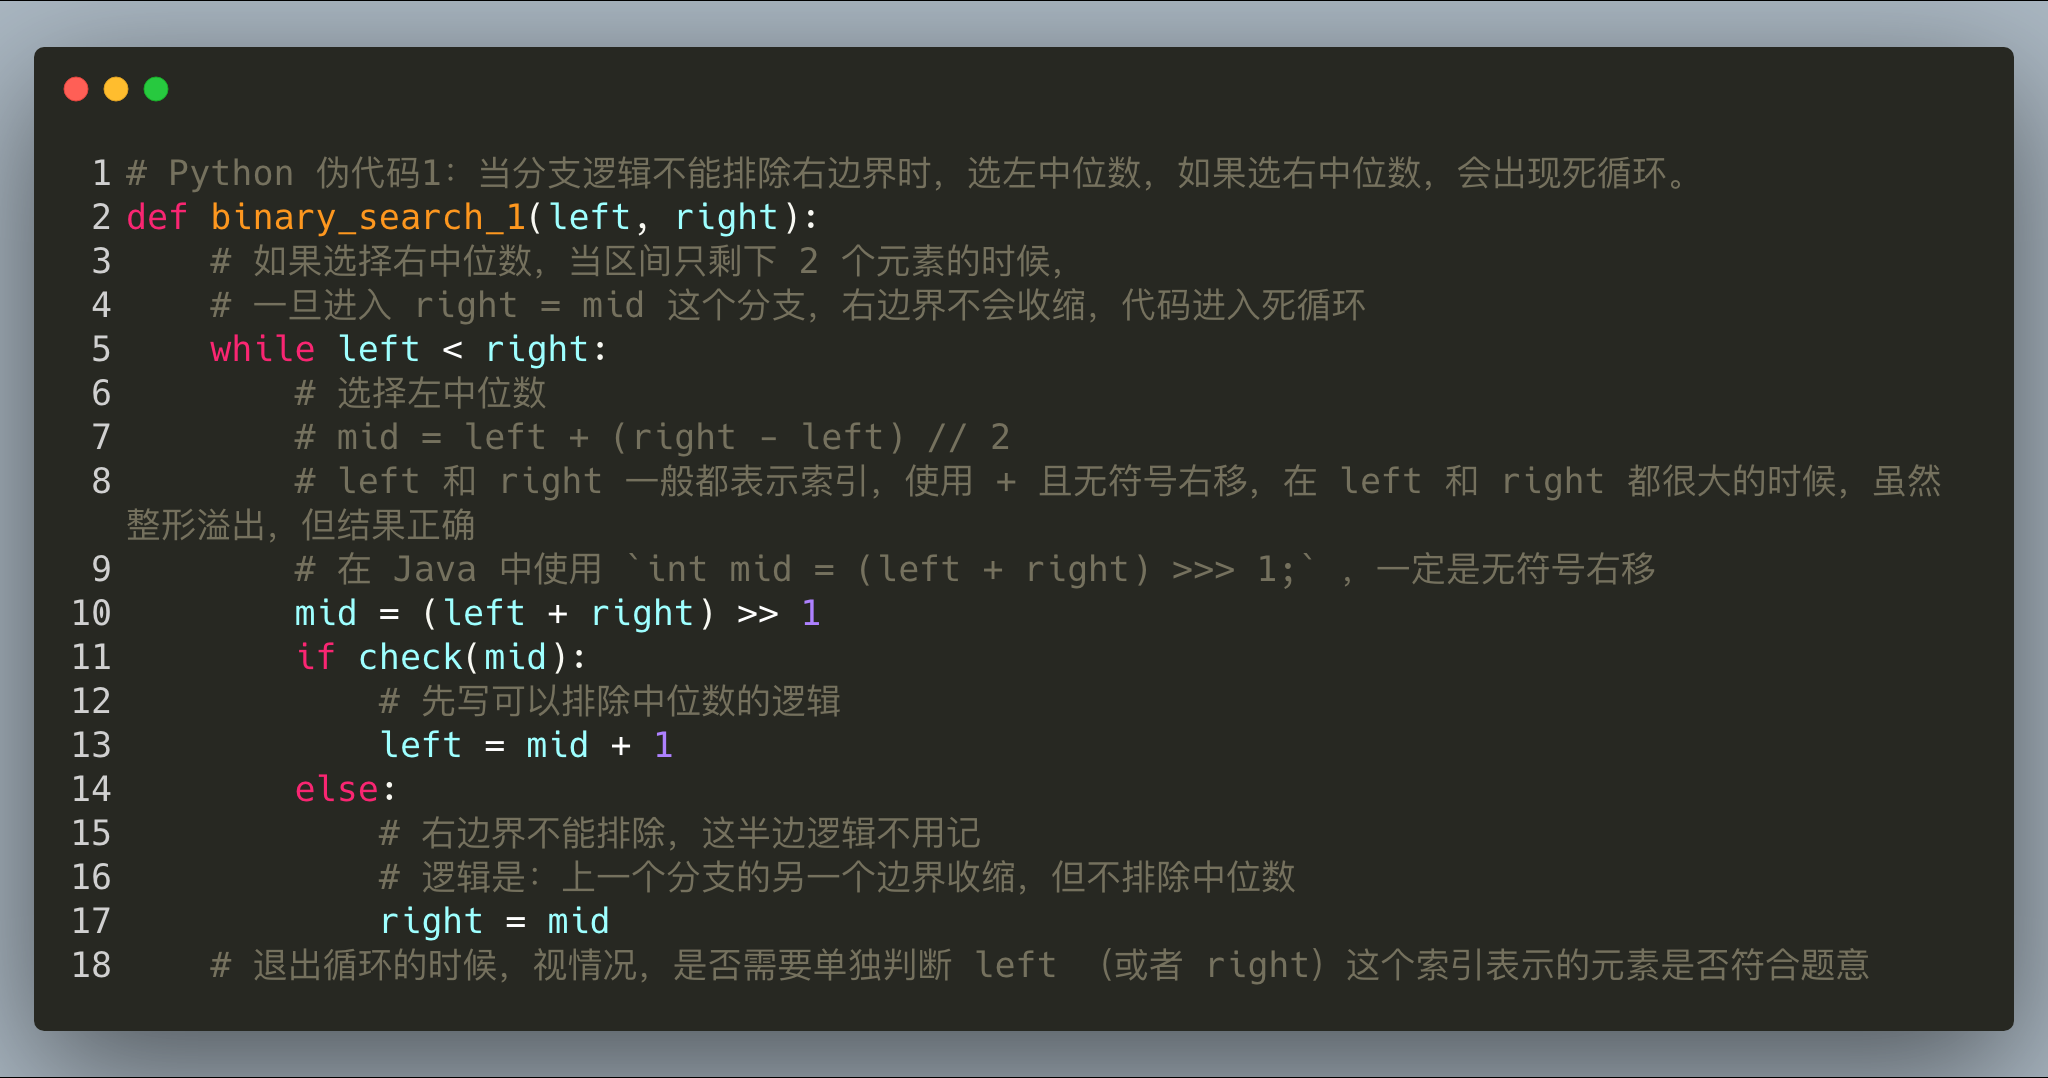 1 # Python 伪代码1：当分支逻辑不能排除右边界时，选左中位数，如果选右中位数，会出现死循环。
2 def binary_search_1(left, right):
3     # 如果选择右中位数，当区间只剩下 2 个元素的时候，
4     # 一旦进入 right = mid 这个分支，右边界不会收缩，代码进入死循环
5     while left < right:
6         # 选择左中位数
7         # mid = left + (right - left) // 2
8         # left 和 right 一般都表示索引，使用 + 且无符号右移，在 left 和 right 都很大的时候，虽然
整形溢出，但结果正确
9         # 在 Java 中使用 `int mid = (left + right) >>> 1;` ，一定是无符号右移
10         mid = (left + right) >> 1
11         if check(mid):
12             # 先写可以排除中位数的逻辑
13             left = mid + 1
14         else:
15             # 右边界不能排除，这半边逻辑不用记
16             # 逻辑是：上一个分支的另一个边界收缩，但不排除中位数
17             right = mid
18     # 退出循环的时候，视情况，是否需要单独判断 left （或者 right）这个索引表示的元素是否符合题意